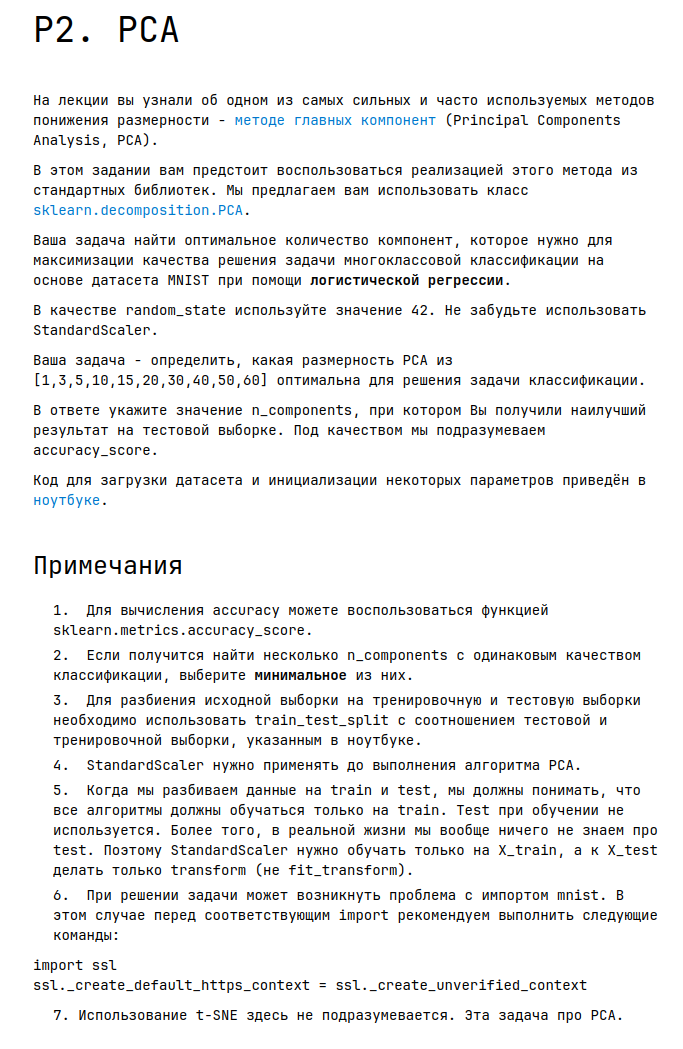 P2. PCA
На лекции вы узнали об одном из самых сильных и часто используемых методов
понижения размерности - методе главных компонент (Principal Components
Analysis, PCA).
В этом задании вам предстоит воспользоваться реализацией этого метода из
стандартных библиотек. Мы предлагаем вам использовать класс
sklearn.decomposition.PCA.
Ваша задача найти оптимальное количество компонент, которое нужно для
максимизации качества решения задачи многоклассовой классификации на
основе датасета MNIST при помощи логистической регрессии.
В качестве random_state используйте значение 42. Не забудьте использовать
StandardScaler.
Ваша задача - определить, какая размерность PCA из
[1,3,5,10,15,20,30,40,50,60] оптимальна для решения задачи классификации.
В ответе укажите значение n_components, при котором Вы получили наилучший
результат на тестовой выборке. Под качеством мы подразумеваем
accuracy_score.
Код для загрузки датасета и инициализации некоторых параметров приведён в
ноутбуке.
Примечания
1. Для вычисления accuracy можете воспользоваться функцией
sklearn.metrics.accuracy_score.
2. Если получится найти несколько n_components с одинаковым качеством
классификации, выберите минимальное из них.
3. Для разбиения исходной выборки на тренировочную и тестовую выборки
необходимо использовать train_test_split с соотношением тестовой и
тренировочной выборки, указанным в ноутбуке.
4. StandardScaler нужно применять до выполнения алгоритма PCA.
5. Когда мы разбиваем данные на train и test, мы должны понимать, что
все алгоритмы должны обучаться только на train. Test при обучении не
используется. Более того, в реальной жизни мы вообще ничего не знаем про
test. Поэтому StandardScaler нужно обучать только на X_train, а к X_test
делать только transform (не fit_transform).
6. При решении задачи может возникнуть проблема с импортом mnist. В
этом случае перед соответствующим import рекомендуем выполнить следующие
команды:
import ssl
ssl._create_default_https_context = ssl._create_unverified_context
7. Использование t-SNE здесь не подразумевается. Эта задача про PCA.